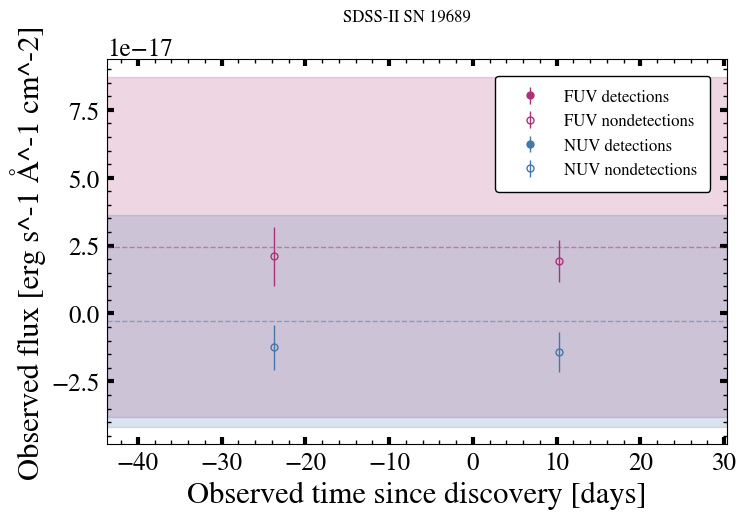 SDSS-II SN 19689
1e−17
Observed flux [erg s^-1 Å^-1 cm^-2]
7.5
5.0
2.5
0.0
−2.5
FUV detections
FUV nondetections
NUV detections
NUV nondetections
−40 −30 −20 −10 0 10 20 30
Observed time since discovery [days]